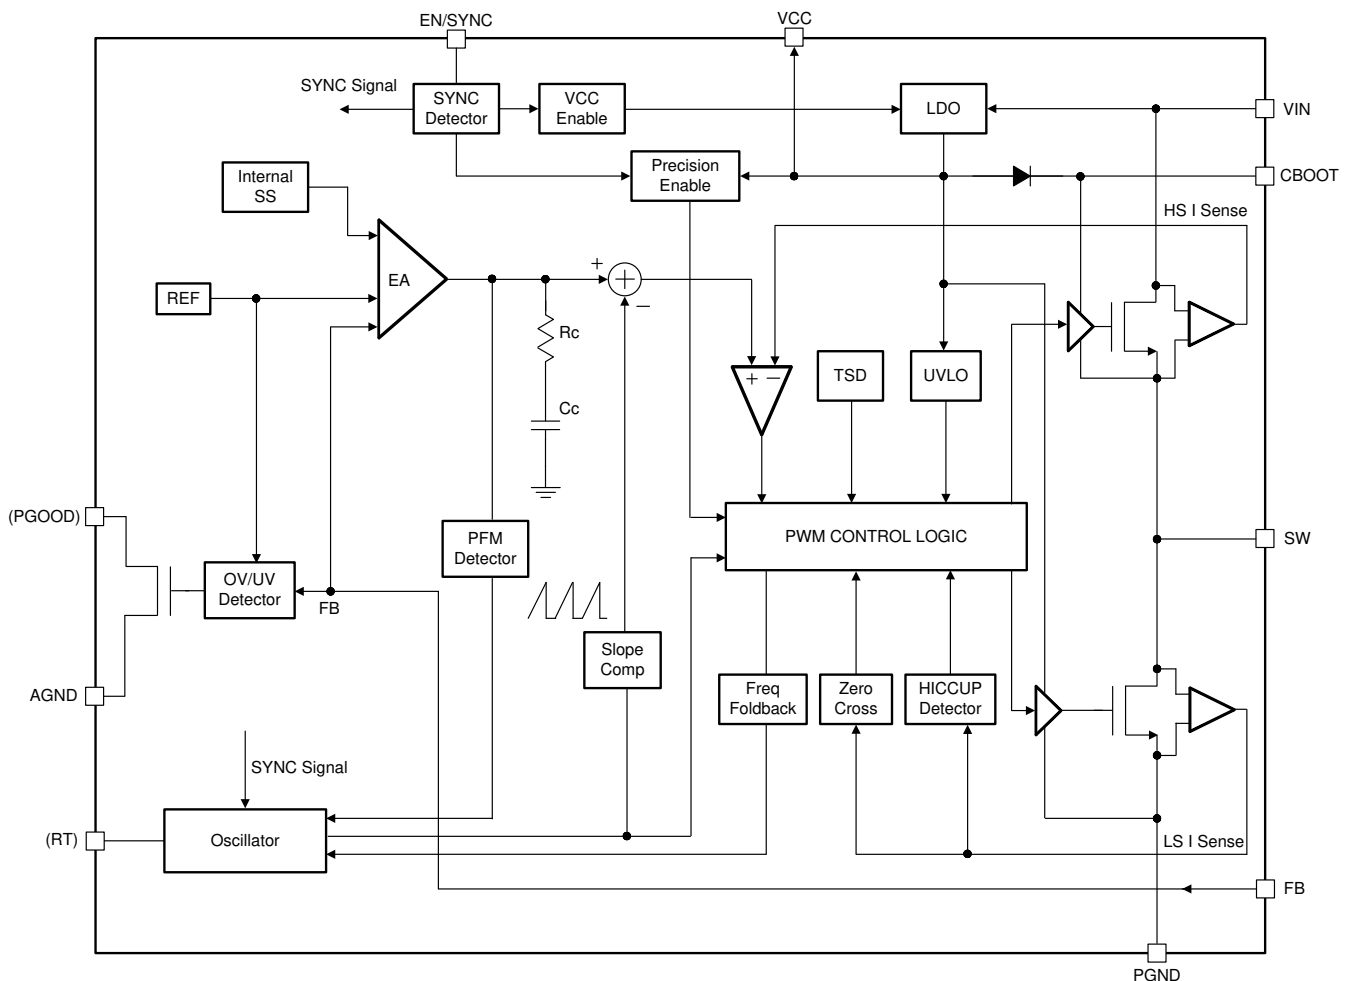 EN/SYNC
VCC
SYNC Signal
SYNC
Detector
VCC
Enable
LDO
VIN
Precision
Enable
CBOOT
Internal
SS
HS I Sense
EA
+
+
−
REF
Rc
+ −
TSD
UVLO
Cc
(PGOOD)
PFM
Detector
PWM CONTROL LOGIC
SW
OV/UV
Detector
FB
Slope
Comp
AGND
Freq
Foldback
Zero
Cross
HICCUP
Detector
SYNC Signal
(RT)
Oscillator
LS I Sense
FB
PGND